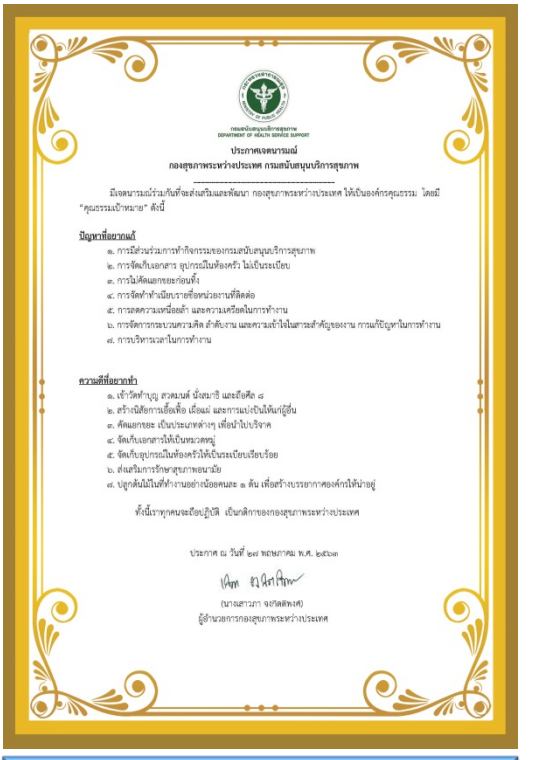 กระทรวงสาธารณสุข
MINISTRY OF PUBLIC HEALTH
กรมสนับสนุนบริการสุขภาพ
DEPARTMENT OF HEALTH SERVICE SUPPORT
ประกาศเจตนารมณ์
กองสุขภาพระหว่างประเทศ กรมสนับสนุนบริการสุขภาพ
มีเจตนารมณ์ร่วมกันที่จะส่งเสริมและพัฒนา กองสุขภาพระหว่างประเทศ ให้เป็นองค์กรคุณธรรม โดยมี
“คุณธรรมเป้าหมาย” ดังนี้
ปัญหาที่อยากแก้
๑. การมีส่วนร่วมการทำกิจกรรมของกรมสนับสนุนบริการสุขภาพ
๒. การจัดเก็บเอกสาร อุปกรณ์ในห้องครัว ไม่เป็นระเบียบ
๓. การไม่คัดแยกขยะก่อนทิ้ง
๔. การจัดทำทำเนียบรายชื่อหน่วยงานที่ติดต่อ
๕. การลดความเหนื่อยล้า และความเครียดในการทำงาน
๖. การจัดการกระบวนความคิด ลำดับงาน และความเข้าใจในสาระสำคัญของงาน การแก้ปัญหาในการทำงาน
๗. การบริหารเวลาในการทำงาน
ความดีที่อยากทำ
๑. เข้าวัดทำบุญ สวดมนต์ นั่งสมาธิ และถือศีล ๘
๒. สร้างนิสัยการเอื้อเฟื้อ เผื่อแผ่ และการแบ่งปันให้แก่ผู้อื่น
๓. คัดแยกขยะ เป็นประเภทต่างๆ เพื่อนำไปบริจาค
๔. จัดเก็บเอกสารให้เป็นหมวดหมู่
๕. จัดเก็บอุปกรณ์ในห้องครัวให้เป็นระเบียบเรียบร้อย
๖. ส่งเสริมการรักษาสุขภาพอนามัย
๗. ปลูกต้นไม้ในที่ทำงานอย่างน้อยคนละ ๑ ต้น เพื่อสร้างบรรยากาศองค์กรให้น่าอยู่
ทั้งนี้เราทุกคนจะถือปฏิบัติ เป็นกติกาของกองสุขภาพระหว่างประเทศ
ประกาศ ณ วันที่ ๒๗ พฤษภาคม พ.ศ. ๒๕๖๓
(นางเสาวภา จงกิตติพงศ์)
ผู้อำนวยการกองสุขภาพระหว่างประเทศ